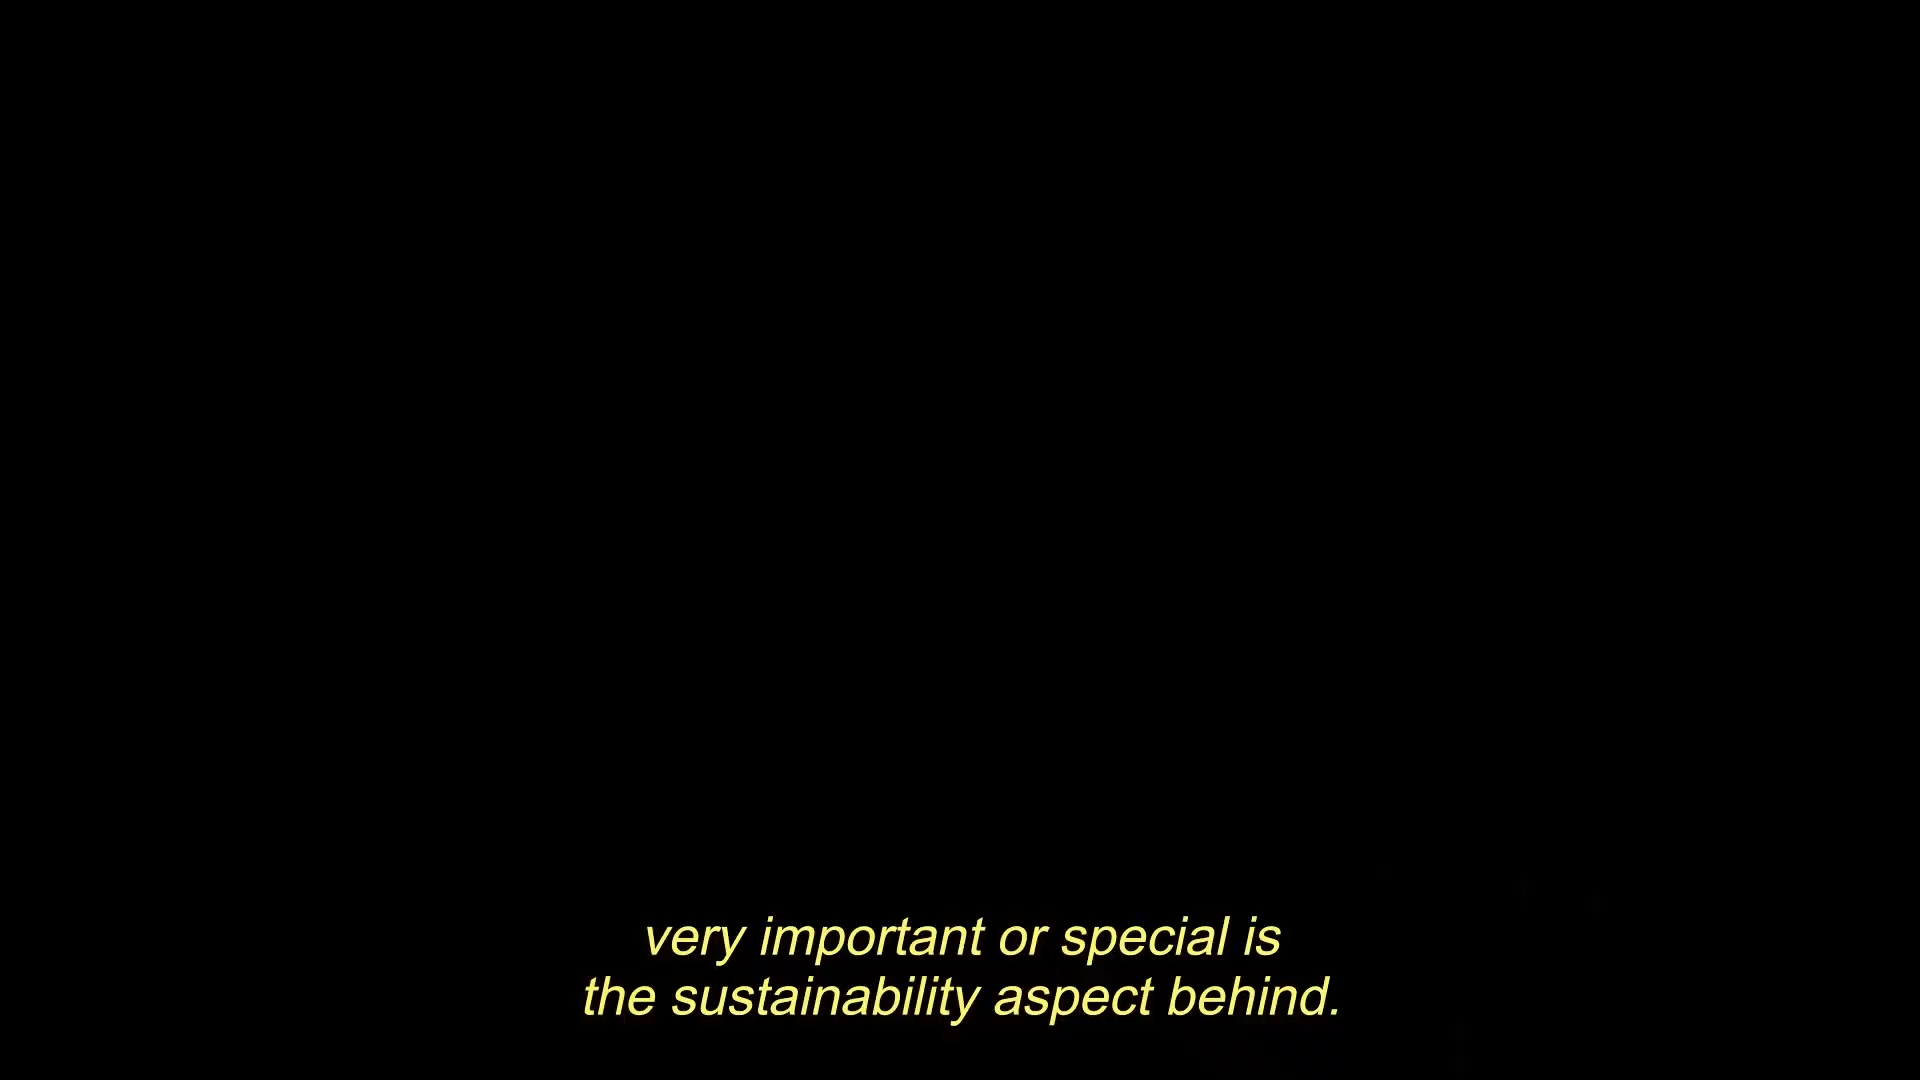 very important or special is
the sustainability aspect behind.